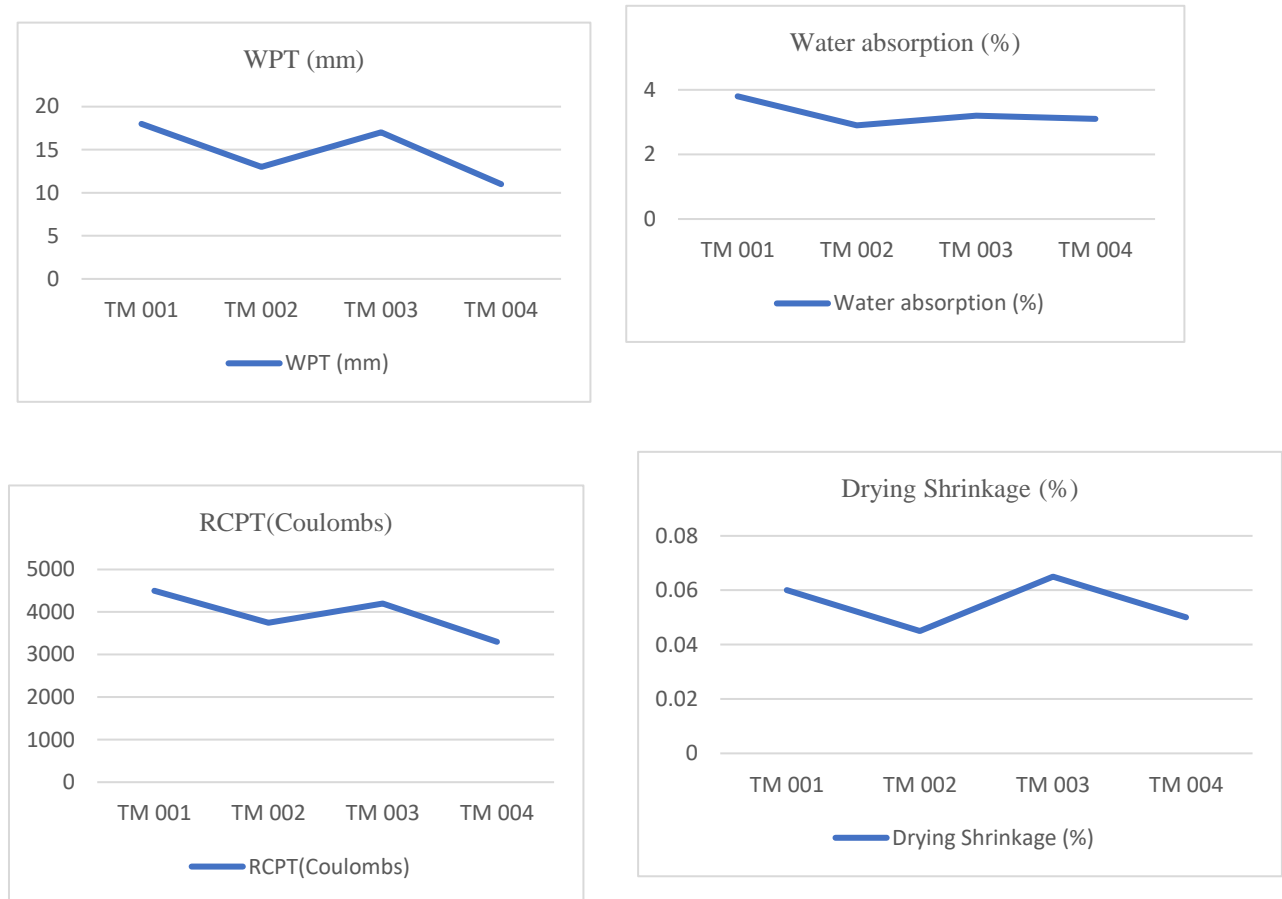 WPT (mm)
20
15
10
5
0
TM 001 TM 002 TM 003 TM 004
WPT (mm)
Water absorption (%)
4
2
0
TM 001 TM 002 TM 003 TM 004
Water absorption (%)
RCPT(Coulombs)
5000
4000
3000
2000
1000
0
TM 001 TM 002 TM 003 TM 004
RCPT(Coulombs)
Drying Shrinkage (%)
0.08
0.06
0.04
0.02
0
TM 001 TM 002 TM 003 TM 004
Drying Shrinkage (%)